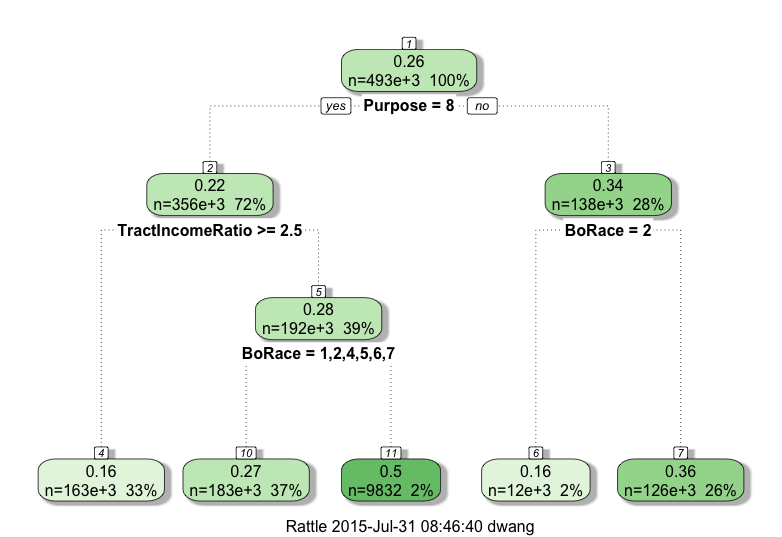 1
0.26
n=493e+3 100%
yes Purpose = 8 no
2
0.22
n=356e+3 72%
3
0.34
n=138e+3 28%
TractIncomeRatio >= 2.5
BoRace = 2
5
0.28
n=192e+3 39%
BoRace = 1,2,4,5,6,7
4
0.16
n=163e+3 33%
10
0.27
n=183e+3 37%
11
0.5
n=9832 2%
6
0.16
n=12e+3 2%
7
0.36
n=126e+3 26%
Rattle 2015-Jul-31 08:46:40 dwang